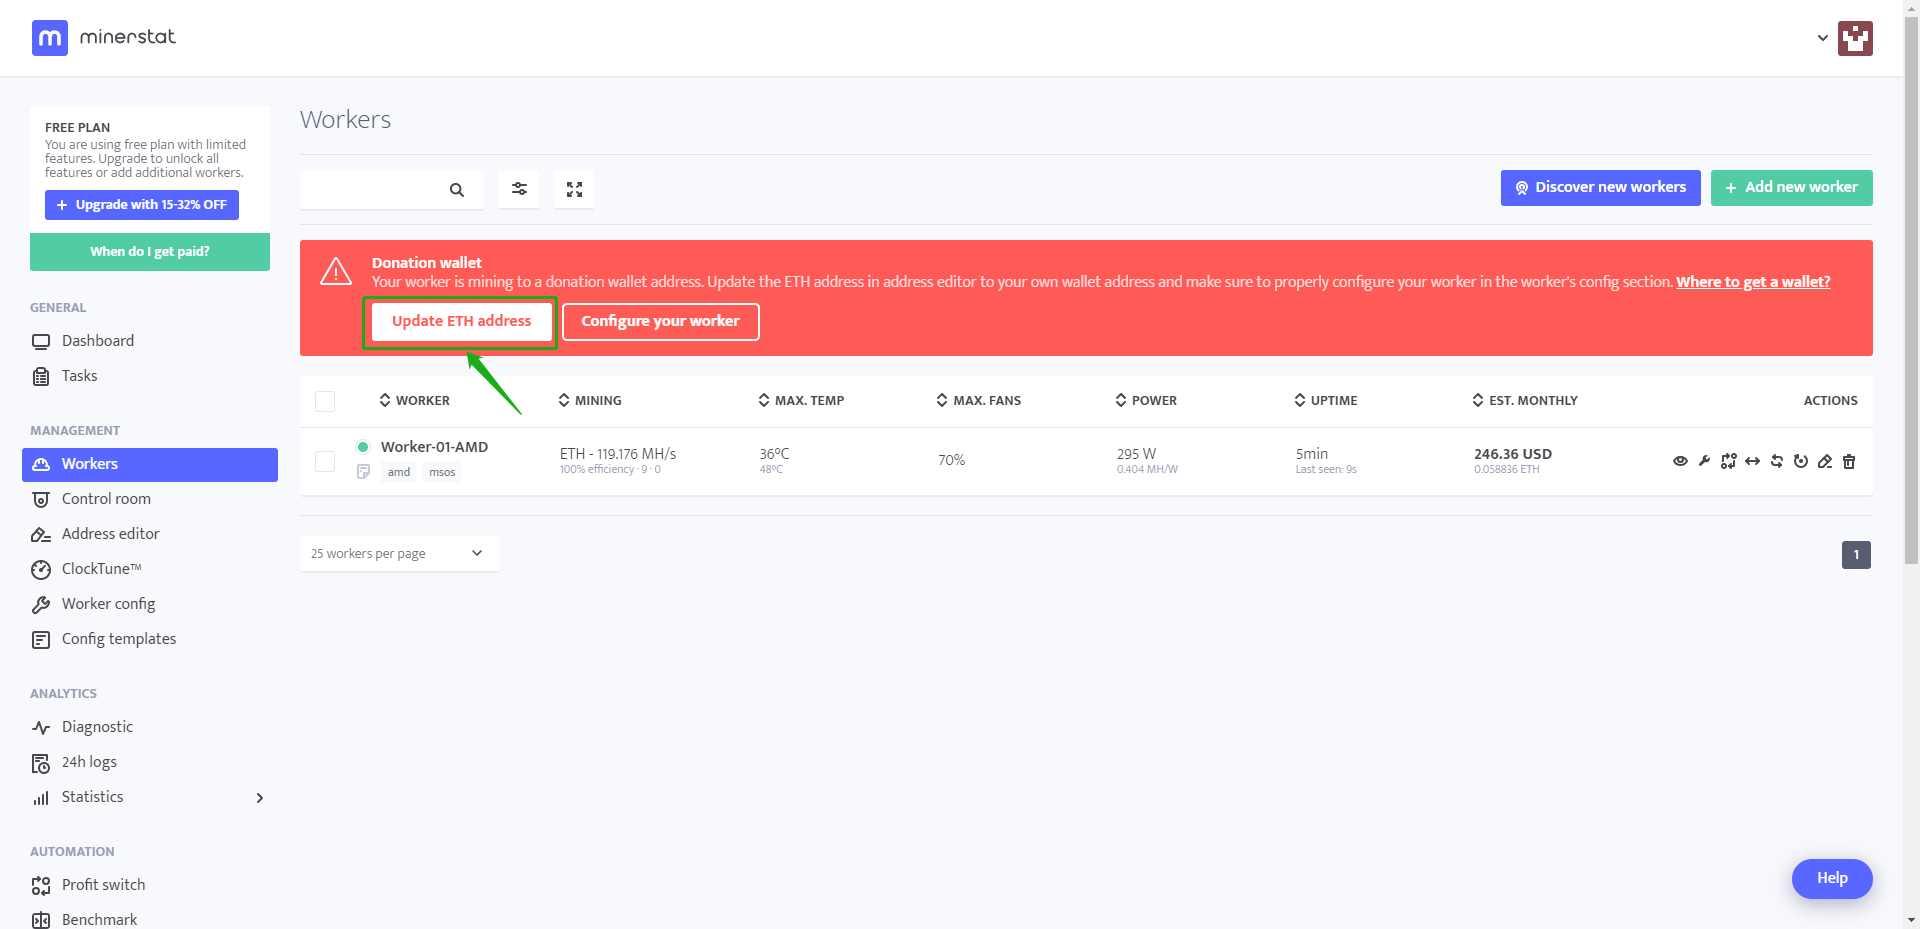 minerstat
FREE PLAN
You are using free plan with limited
features. Upgrade to unlock all
features or add additional workers.
+ Upgrade with 15-32% OFF
When do I get paid?
GENERAL
Dashboard
Tasks
MANAGEMENT
Workers
Control room
Address editor
ClockTune™
Worker config
Config templates
ANALYTICS
Diagnostic
24h logs
Statistics
AUTOMATION
Profit switch
Benchmark
Workers
Discover new workers
+ Add new worker
Donation wallet
Your worker is mining to a donation wallet address. Update the ETH address in address editor to your own wallet address and make sure to properly configure your worker in the worker's config section. Where to get a wallet?
Update ETH address
Configure your worker
WORKER MINING MAX. TEMP MAX. FANS POWER UPTIME EST. MONTHLY ACTIONS
Worker-01-AMD
amd msos
ETH - 119.176 MH/s
100% efficiency · 9 · 0
36°C
48°C
70%
295 W
0.404 MH/W
5min
Last seen: 9s
246.36 USD
0.058836 ETH
25 workers per page
1
Help